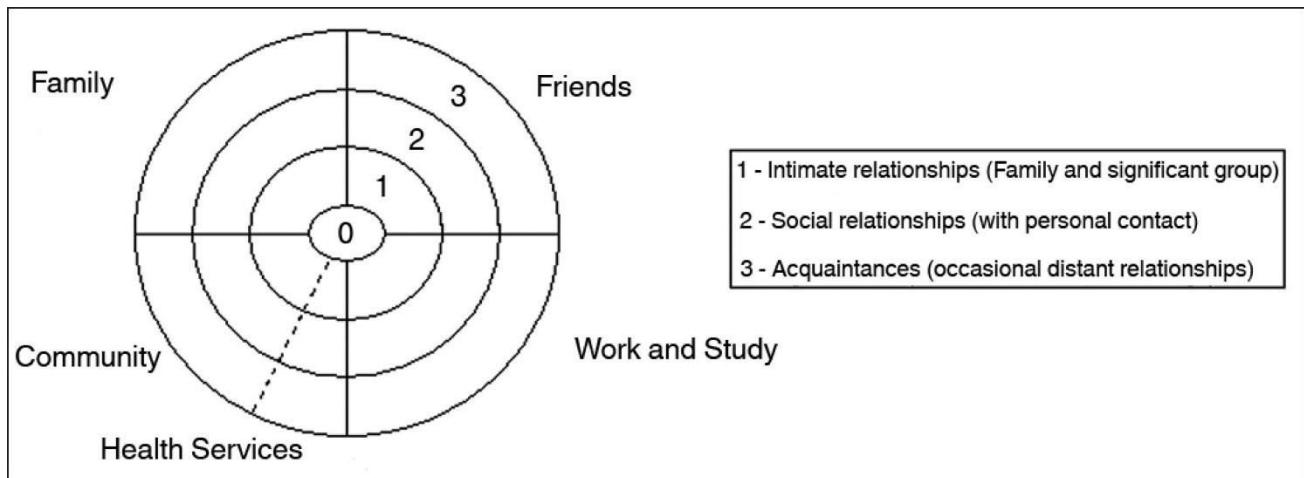 Family
Friends
3
2
1
0
Community
Work and Study
Health Services
1 - Intimate relationships (Family and significant group)
2 - Social relationships (with personal contact)
3 - Acquaintances (occasional distant relationships)